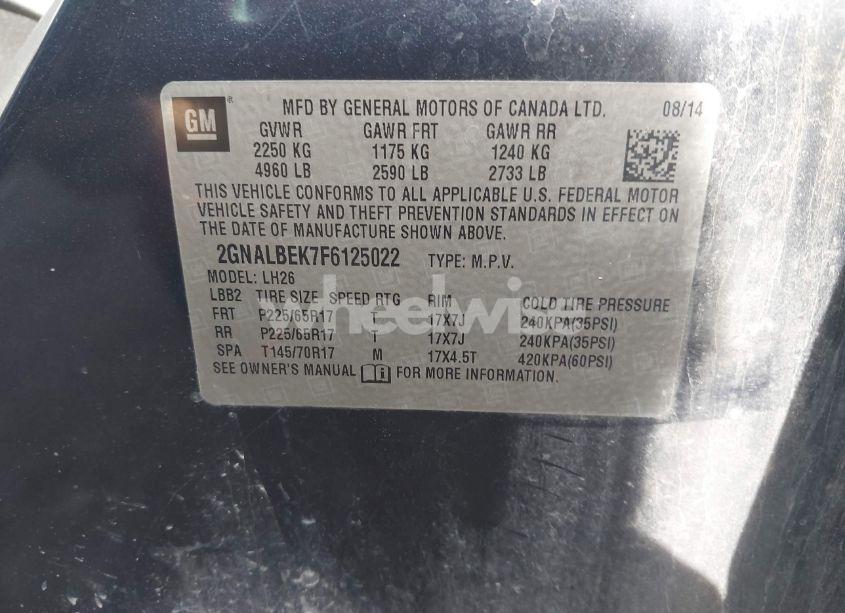 GM
MFD BY GENERAL MOTORS OF CANADA LTD. 08/14
GVWR GAWR FRT GAWR RR
2250 KG 1175 KG 1240 KG
4960 LB 2590 LB 2733 LB
THIS VEHICLE CONFORMS TO ALL APPLICABLE U.S. FEDERAL MOTOR
VEHICLE SAFETY AND THEFT PREVENTION STANDARDS IN EFFECT ON
THE DATE OF MANUFACTURE SHOWN ABOVE.
2GNALBEK7F6125022 TYPE: M.P.V.
MODEL: LH26
LBB2 TIRE SIZE SPEED RTG RIM COLD TIRE PRESSURE
FRT P225/65R17 T 17X7J 240KPA(35PSI)
RR P225/65R17 T 17X7J 240KPA(35PSI)
SPA T145/70R17 M 17X4.5T 420KPA(60PSI)
SEE OWNER'S MANUAL i FOR MORE INFORMATION.